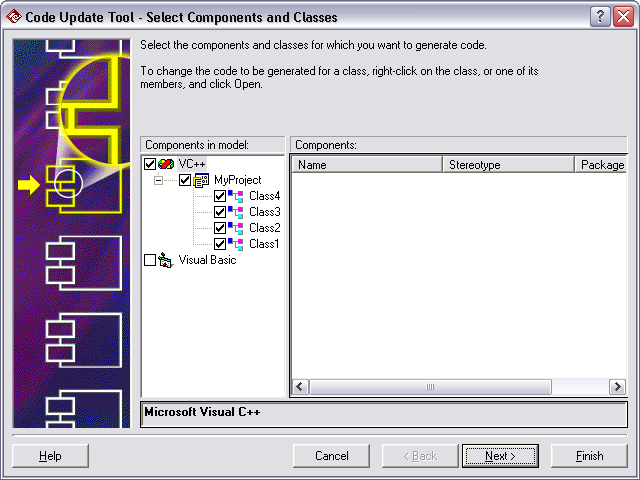 Code Update Tool - Select Components and Classes
Select the components and classes for which you want to generate code.
To change the code to be generated for a class, right-click on the class, or one of its
members, and click Open.
Components in model:
Components:
VC++
MyProject
Class4
Class3
Class2
Class1
Visual Basic
Name
Stereotype
Package
Microsoft Visual C++
Help
Cancel
< Back
Next >
Finish